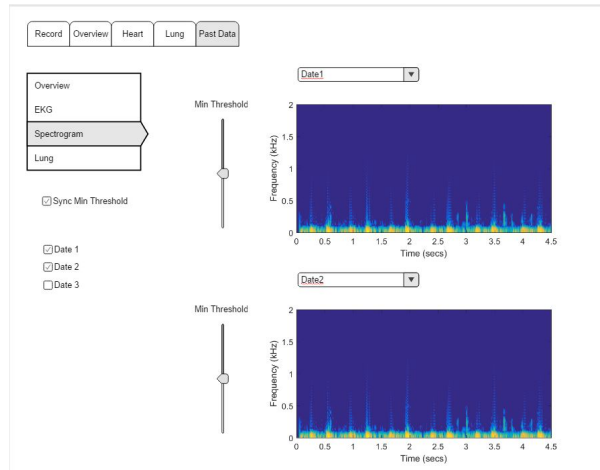 Record Overview Heart Lung Past Data
Overview
EKG
Spectrogram
Lung
Sync Min Threshold
Date 1
Date 2
Date 3
Date1
Min Threshold
Frequency (kHz)
2
1.5
1
0.5
0
0 0.5 1 1.5 2 2.5 3 3.5 4 4.5
Time (secs)
Date2
Min Threshold
Frequency (kHz)
2
1.5
1
0.5
0
0 0.5 1 1.5 2 2.5 3 3.5 4 4.5
Time (secs)